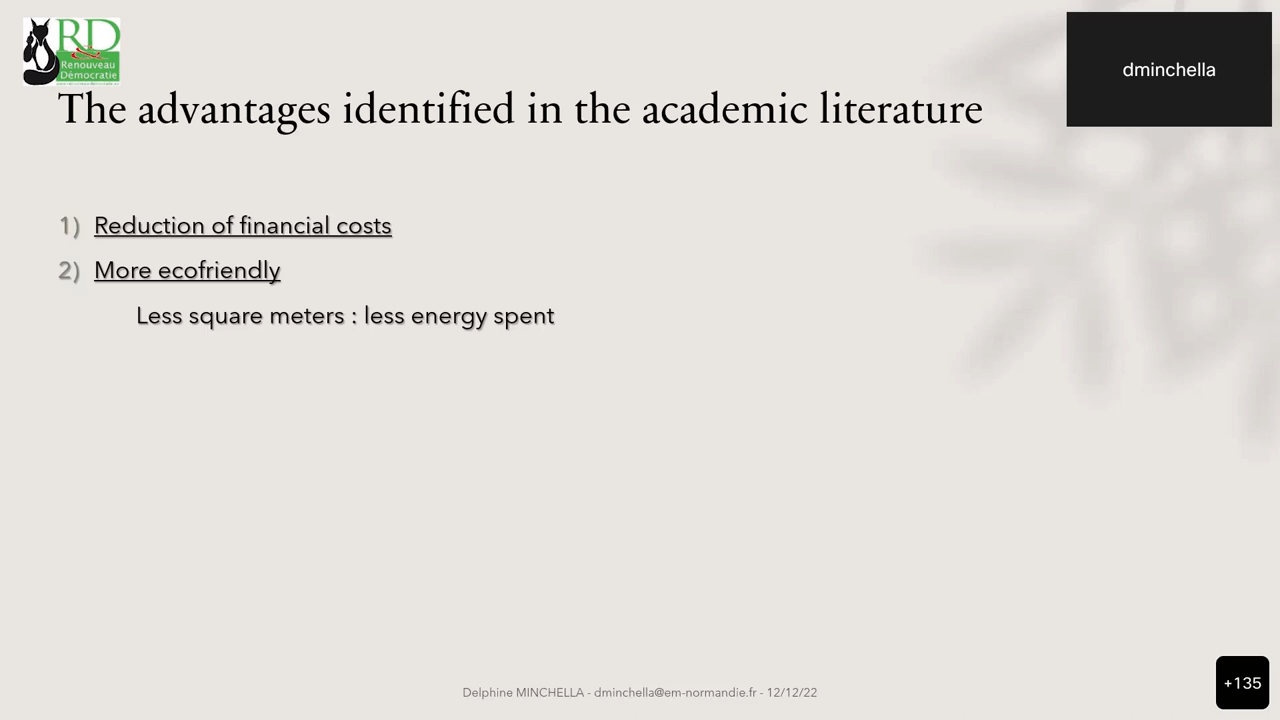 RD
Renouveau
Démocratie
dminchella
The advantages identified in the academic literature
1) Reduction of financial costs
2) More ecofriendly
Less square meters : less energy spent
Delphine MINCHELLA - dminchella@em-normandie.fr - 12/12/22
+135